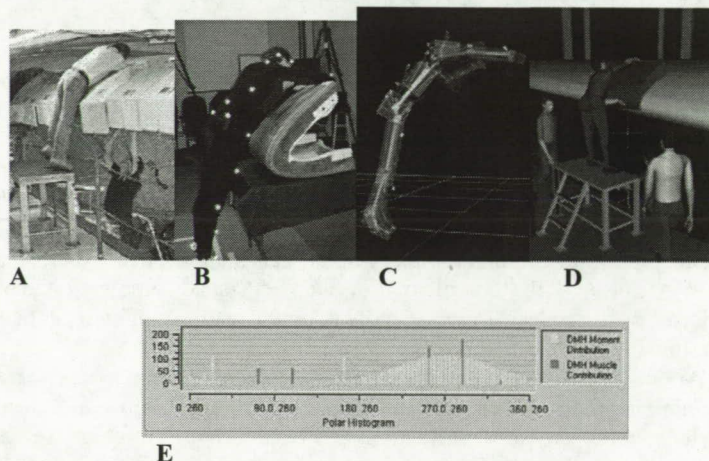 A B C D
200
150
100
50
0
DMH Moment
Distribution
DMH Muscle
Contribution
0 260 90.0 260 180 260 270.0 260 360 260
Polar Histogram
E